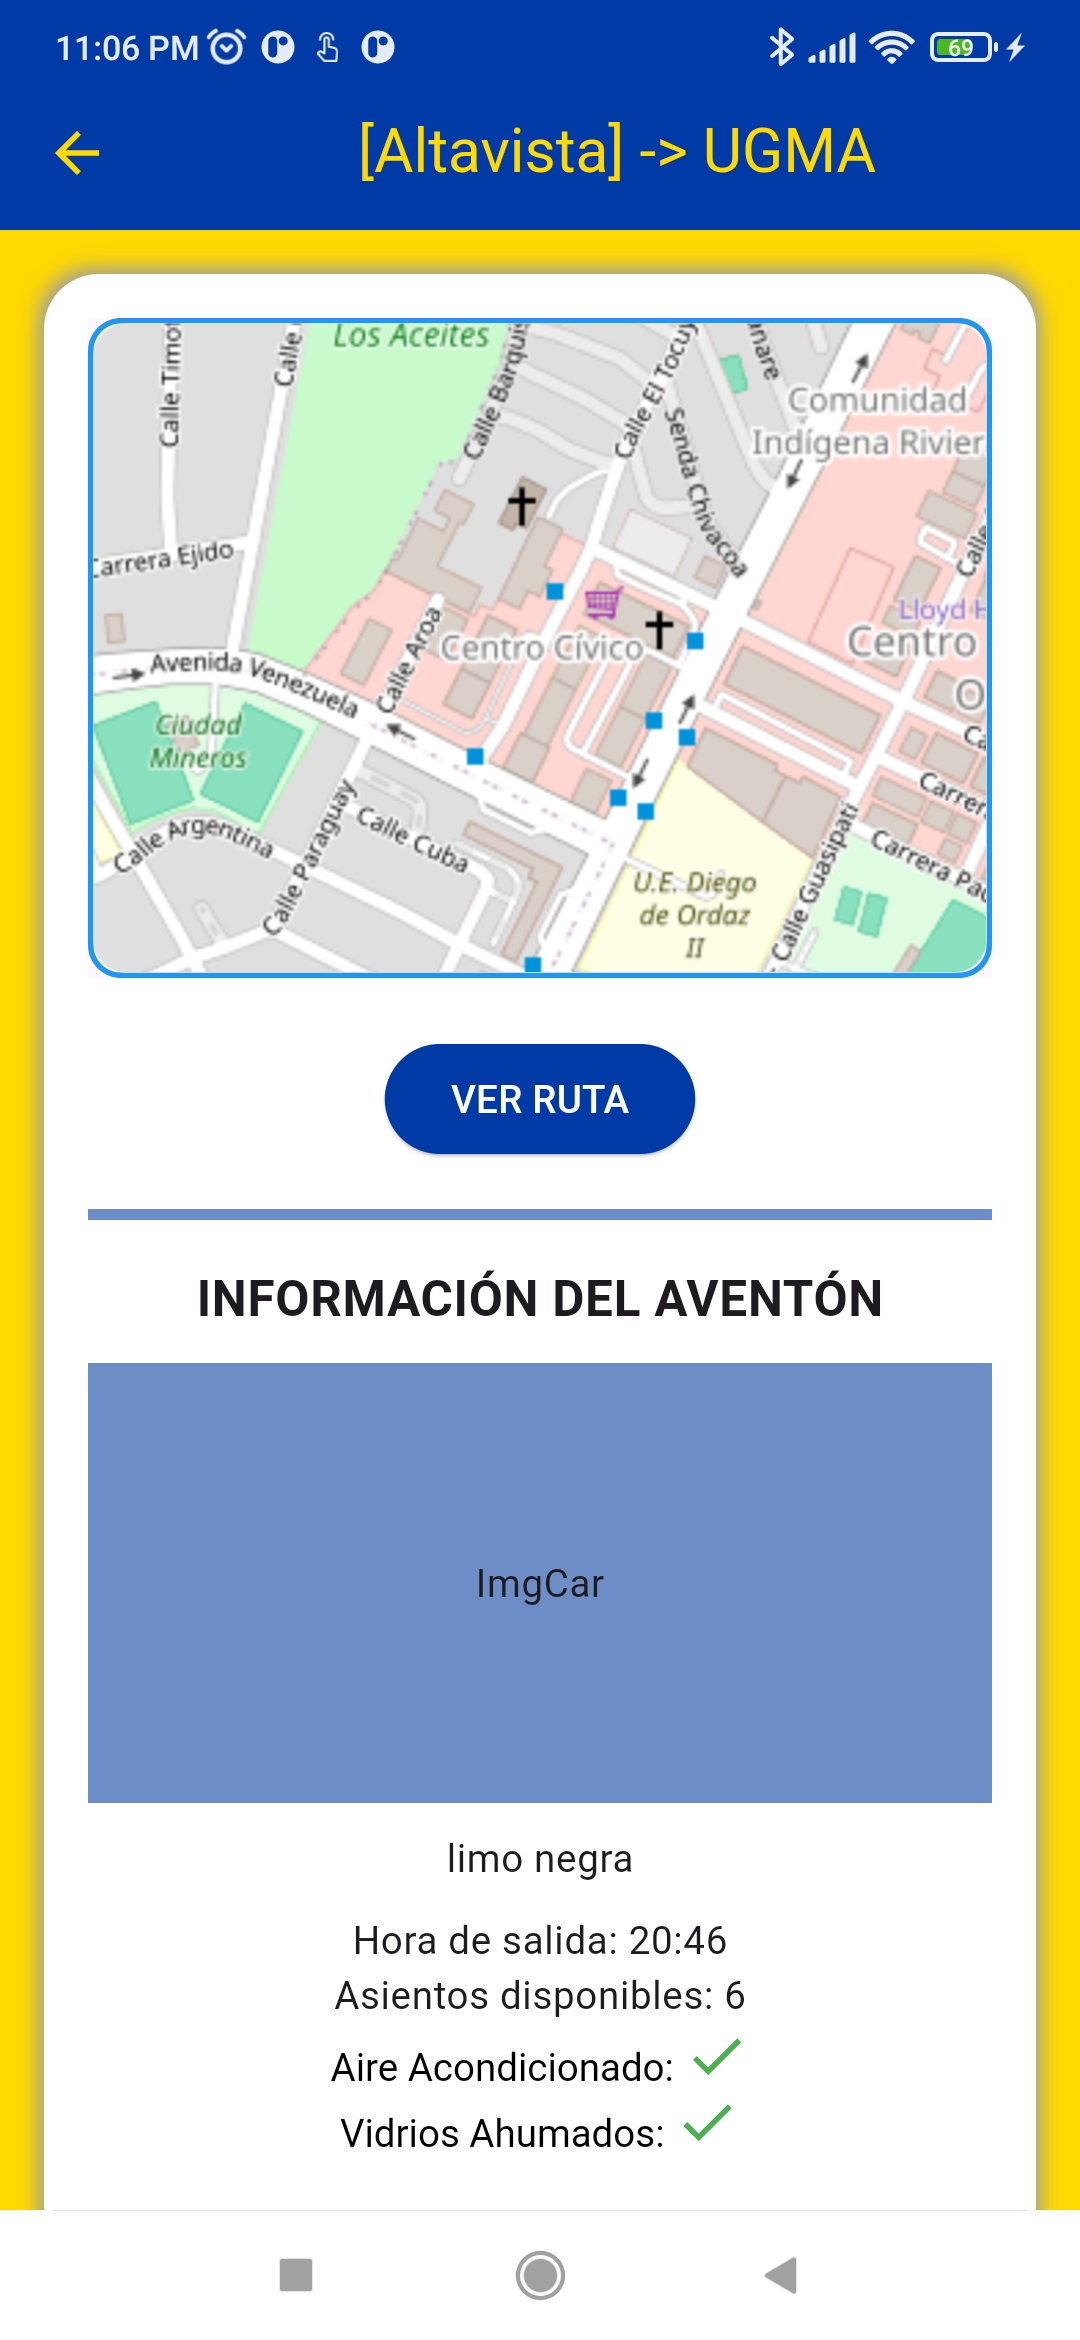 11:06 PM
69
[Altavista] -> UGMA
Los Aceites
Calle Timo
Calle
Calle Barquis
Calle El Tocuy
Senda Chivacoa
Comunidad
Indígena Rivier
Carrera Ejido
Calle
Lloyd H
Centro Cívico
Centro
O
Calle Aroa
Avenida Venezuela
Ciudad
Mineros
Calle Argentina
Calle Paraguay
Calle Cuba
Ca
Carrer
Carrera Pa
Calle Guasipati
U.E. Diego
de Ordaz
II
VER RUTA
INFORMACIÓN DEL AVENTÓN
ImgCar
limo negra
Hora de salida: 20:46
Asientos disponibles: 6
Aire Acondicionado:
Vidrios Ahumados: